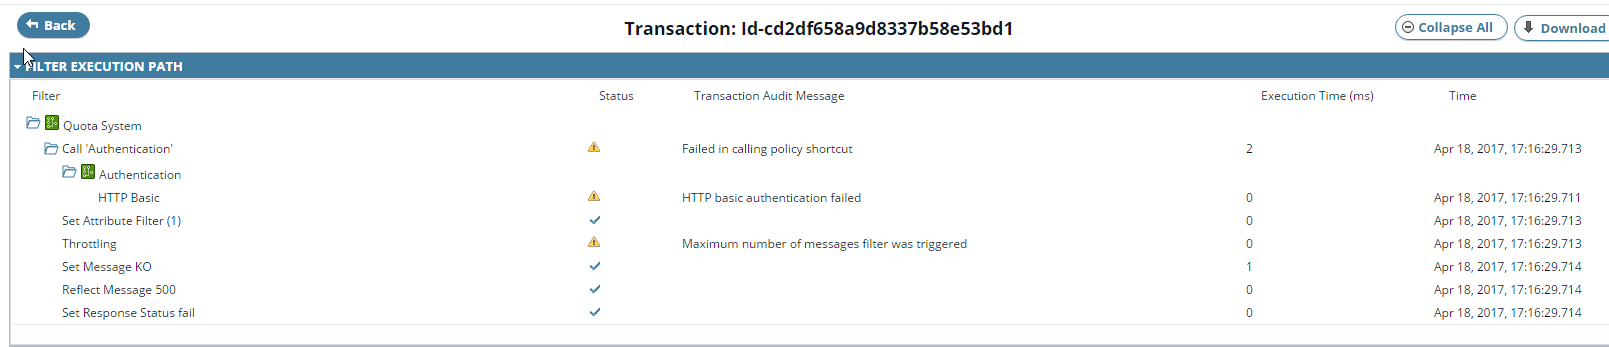 Back
Transaction: Id-cd2df658a9d8337b58e53bd1
Collapse All
Download
FILTER EXECUTION PATH
Filter Status Transaction Audit Message Execution Time (ms) Time
Quota System
Call 'Authentication' Failed in calling policy shortcut 2 Apr 18, 2017, 17:16:29.713
Authentication
HTTP Basic HTTP basic authentication failed 0 Apr 18, 2017, 17:16:29.711
Set Attribute Filter (1) 0 Apr 18, 2017, 17:16:29.713
Throttling Maximum number of messages filter was triggered 0 Apr 18, 2017, 17:16:29.713
Set Message KO 1 Apr 18, 2017, 17:16:29.714
Reflect Message 500 0 Apr 18, 2017, 17:16:29.714
Set Response Status fail 0 Apr 18, 2017, 17:16:29.714